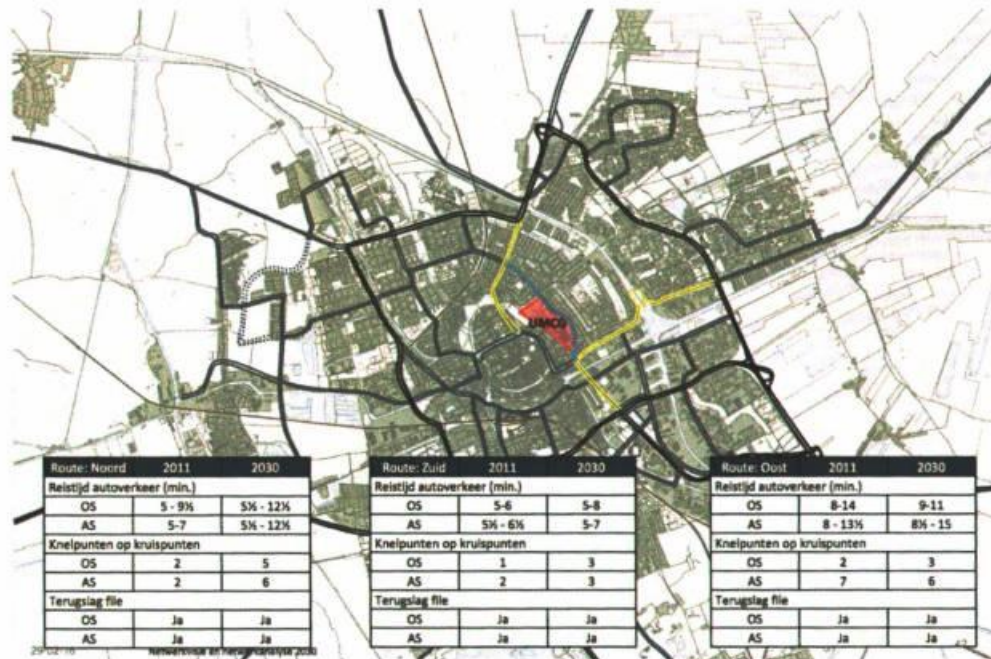 UMCG
Route: Noord 2011 2030
Reistijd autoverkeer (min.)
OS 5 - 9½ 5½ - 12½
AS 5-7 5½ - 12½
Knelpunten op kruispunten
OS 2 5
AS 2 6
Terugslag file
OS Ja Ja
AS Ja Ja
Route: Zuid 2011 2030
Reistijd autoverkeer (min.)
OS 5-6 5-8
AS 5½ - 6½ 5-7
Knelpunten op kruispunten
OS 1 3
AS 2 3
Terugslag file
OS Ja Ja
AS Ja Ja
Route: Oost 2011 2030
Reistijd autoverkeer (min.)
OS 8-14 9-11
AS 8 - 13½ 8½ - 15
Knelpunten op kruispunten
OS 2 3
AS 7 6
Terugslag file
OS Ja Ja
AS Ja Ja
Netwerkvisie en netwerkanalyse 2030